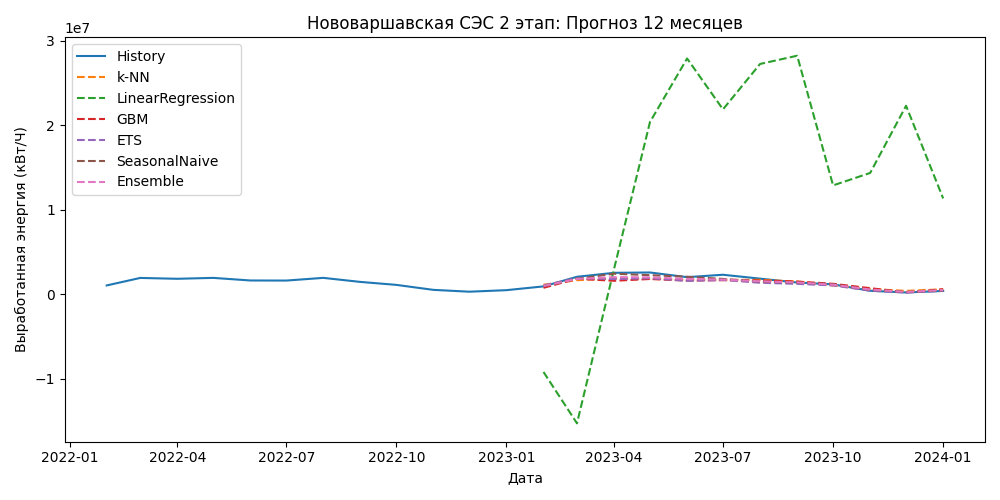 Нововаршавская СЭС 2 этап: Прогноз 12 месяцев
1e7
History
k-NN
LinearRegression
GBM
ETS
SeasonalNaive
Ensemble
Выработанная энергия (кВт/Ч)
3
2
1
0
−1
2022-01 2022-04 2022-07 2022-10 2023-01 2023-04 2023-07 2023-10 2024-01
Дата